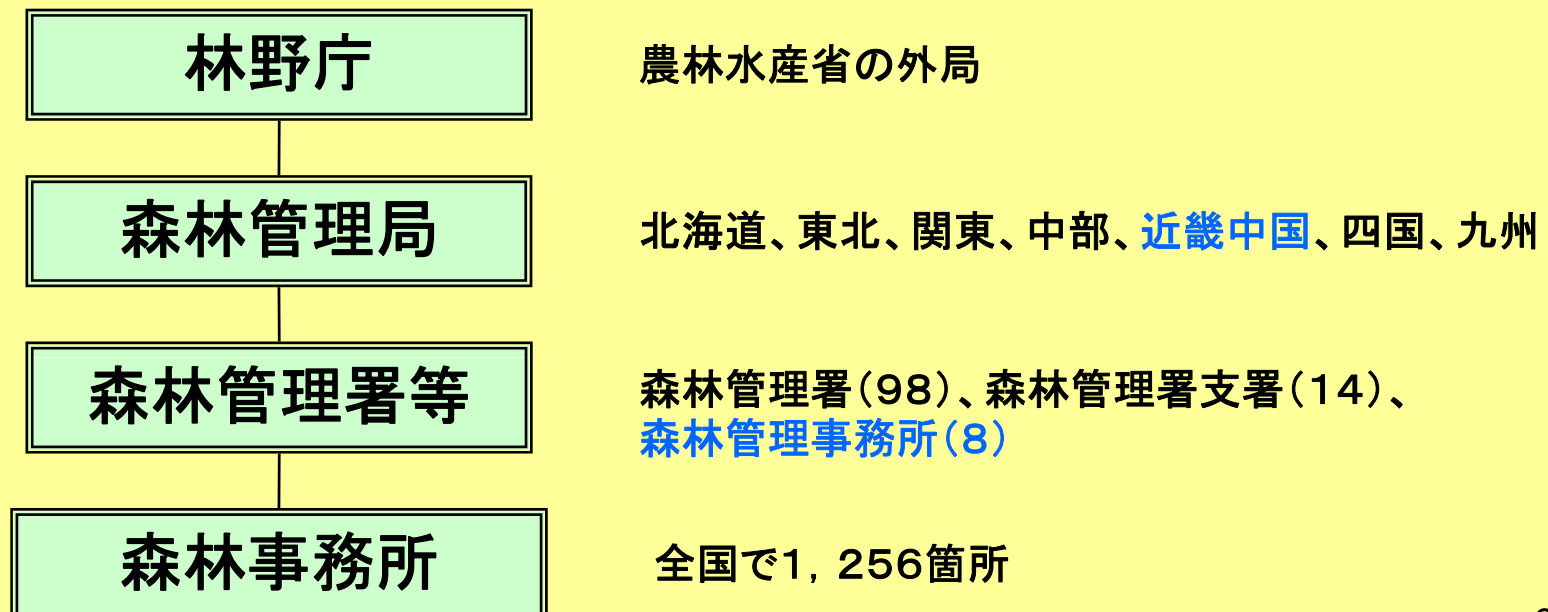 林野庁
農林水産省の外局
森林管理局
北海道、東北、関東、中部、近畿中国、四国、九州
森林管理署等
森林管理署(98)、森林管理署支署(14)、
森林管理事務所(8)
森林事務所
全国で1,256箇所